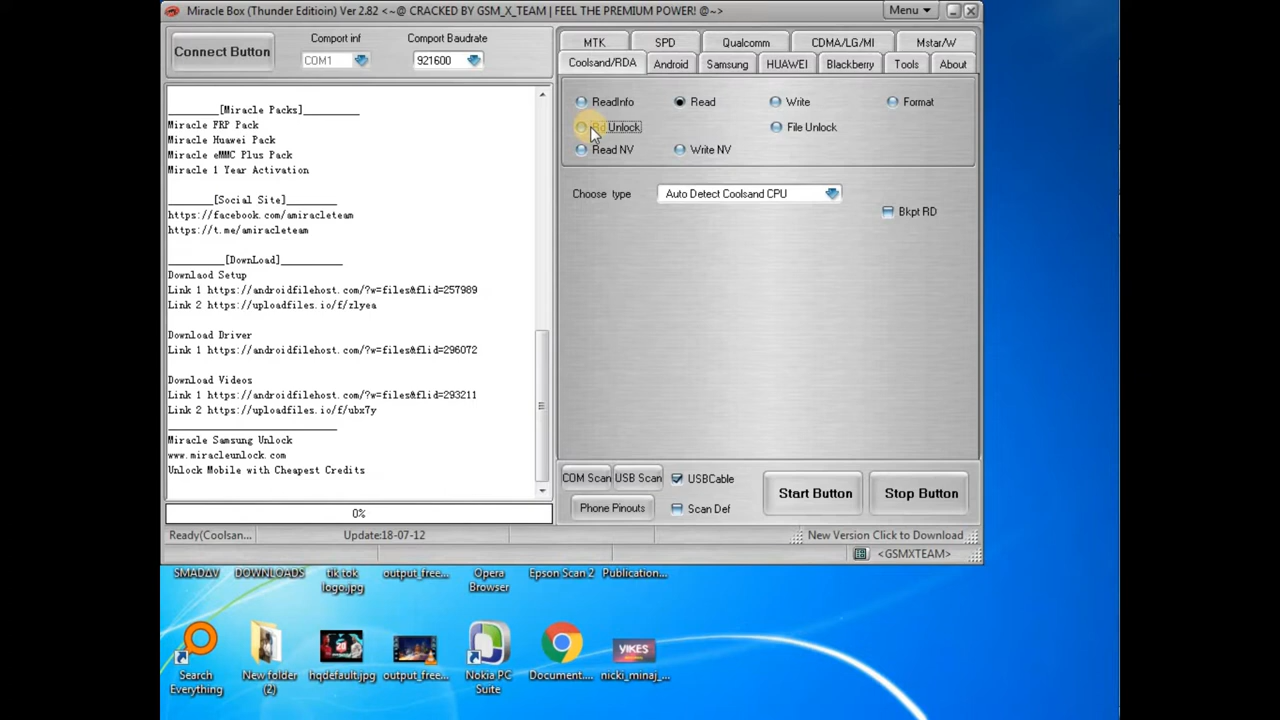 Miracle Box (Thunder Editioin) Ver 2.82 <~@ CRACKED BY GSM_X_TEAM | FEEL THE PREMIUM POWER! @~>
Menu
Connect Button
Comport inf
Comport Baudrate
COM1
921600
________[Miracle Packs]__________
Miracle FRP Pack
Miracle Huawei Pack
Miracle eMMC Plus Pack
Miracle 1 Year Activation
_______[Social Site]___________
https://facebook.com/amiracleteam
https://t.me/amiracleteam
_________[DownLoad]__________
Downlaod Setup
Link 1 https://androidfilehost.com/?w=files&flid=257989
Link 2 https://uploadfiles.io/f/zlyea
Download Driver
Link 1 https://androidfilehost.com/?w=files&flid=296072
Download Videos
Link 1 https://androidfilehost.com/?w=files&flid=293211
Link 2 https://uploadfiles.io/f/ubx7y
Miracle Samsung Unlock
www.miracleunlock.com
Unlock Mobile with Cheapest Credits
0%
MTK SPD Qualcomm CDMA/LG/MI Mstar/W
Coolsand/RDA Android Samsung HUAWEI Blackberry Tools About
ReadInfo Read Write Format
Unlock File Unlock
Read NV Write NV
Choose type Auto Detect Coolsand CPU
Bkpt RD
COM Scan USB Scan USBCable
Phone Pinouts Scan Def
Start Button
Stop Button
Ready(Coolsan... Update:18-07-12 New Version Click to Download
<GSMXTEAM>
SMADAV
DOWNLOADS
tik tok
logo.jpg
output_free...
Opera
Browser
Epson Scan 2
Publication...
20
YIKES
Search
Everything
New folder
(2)
hqdefault.jpg
output_free...
Nokia PC
Suite
Document....
nicki_minaj_...